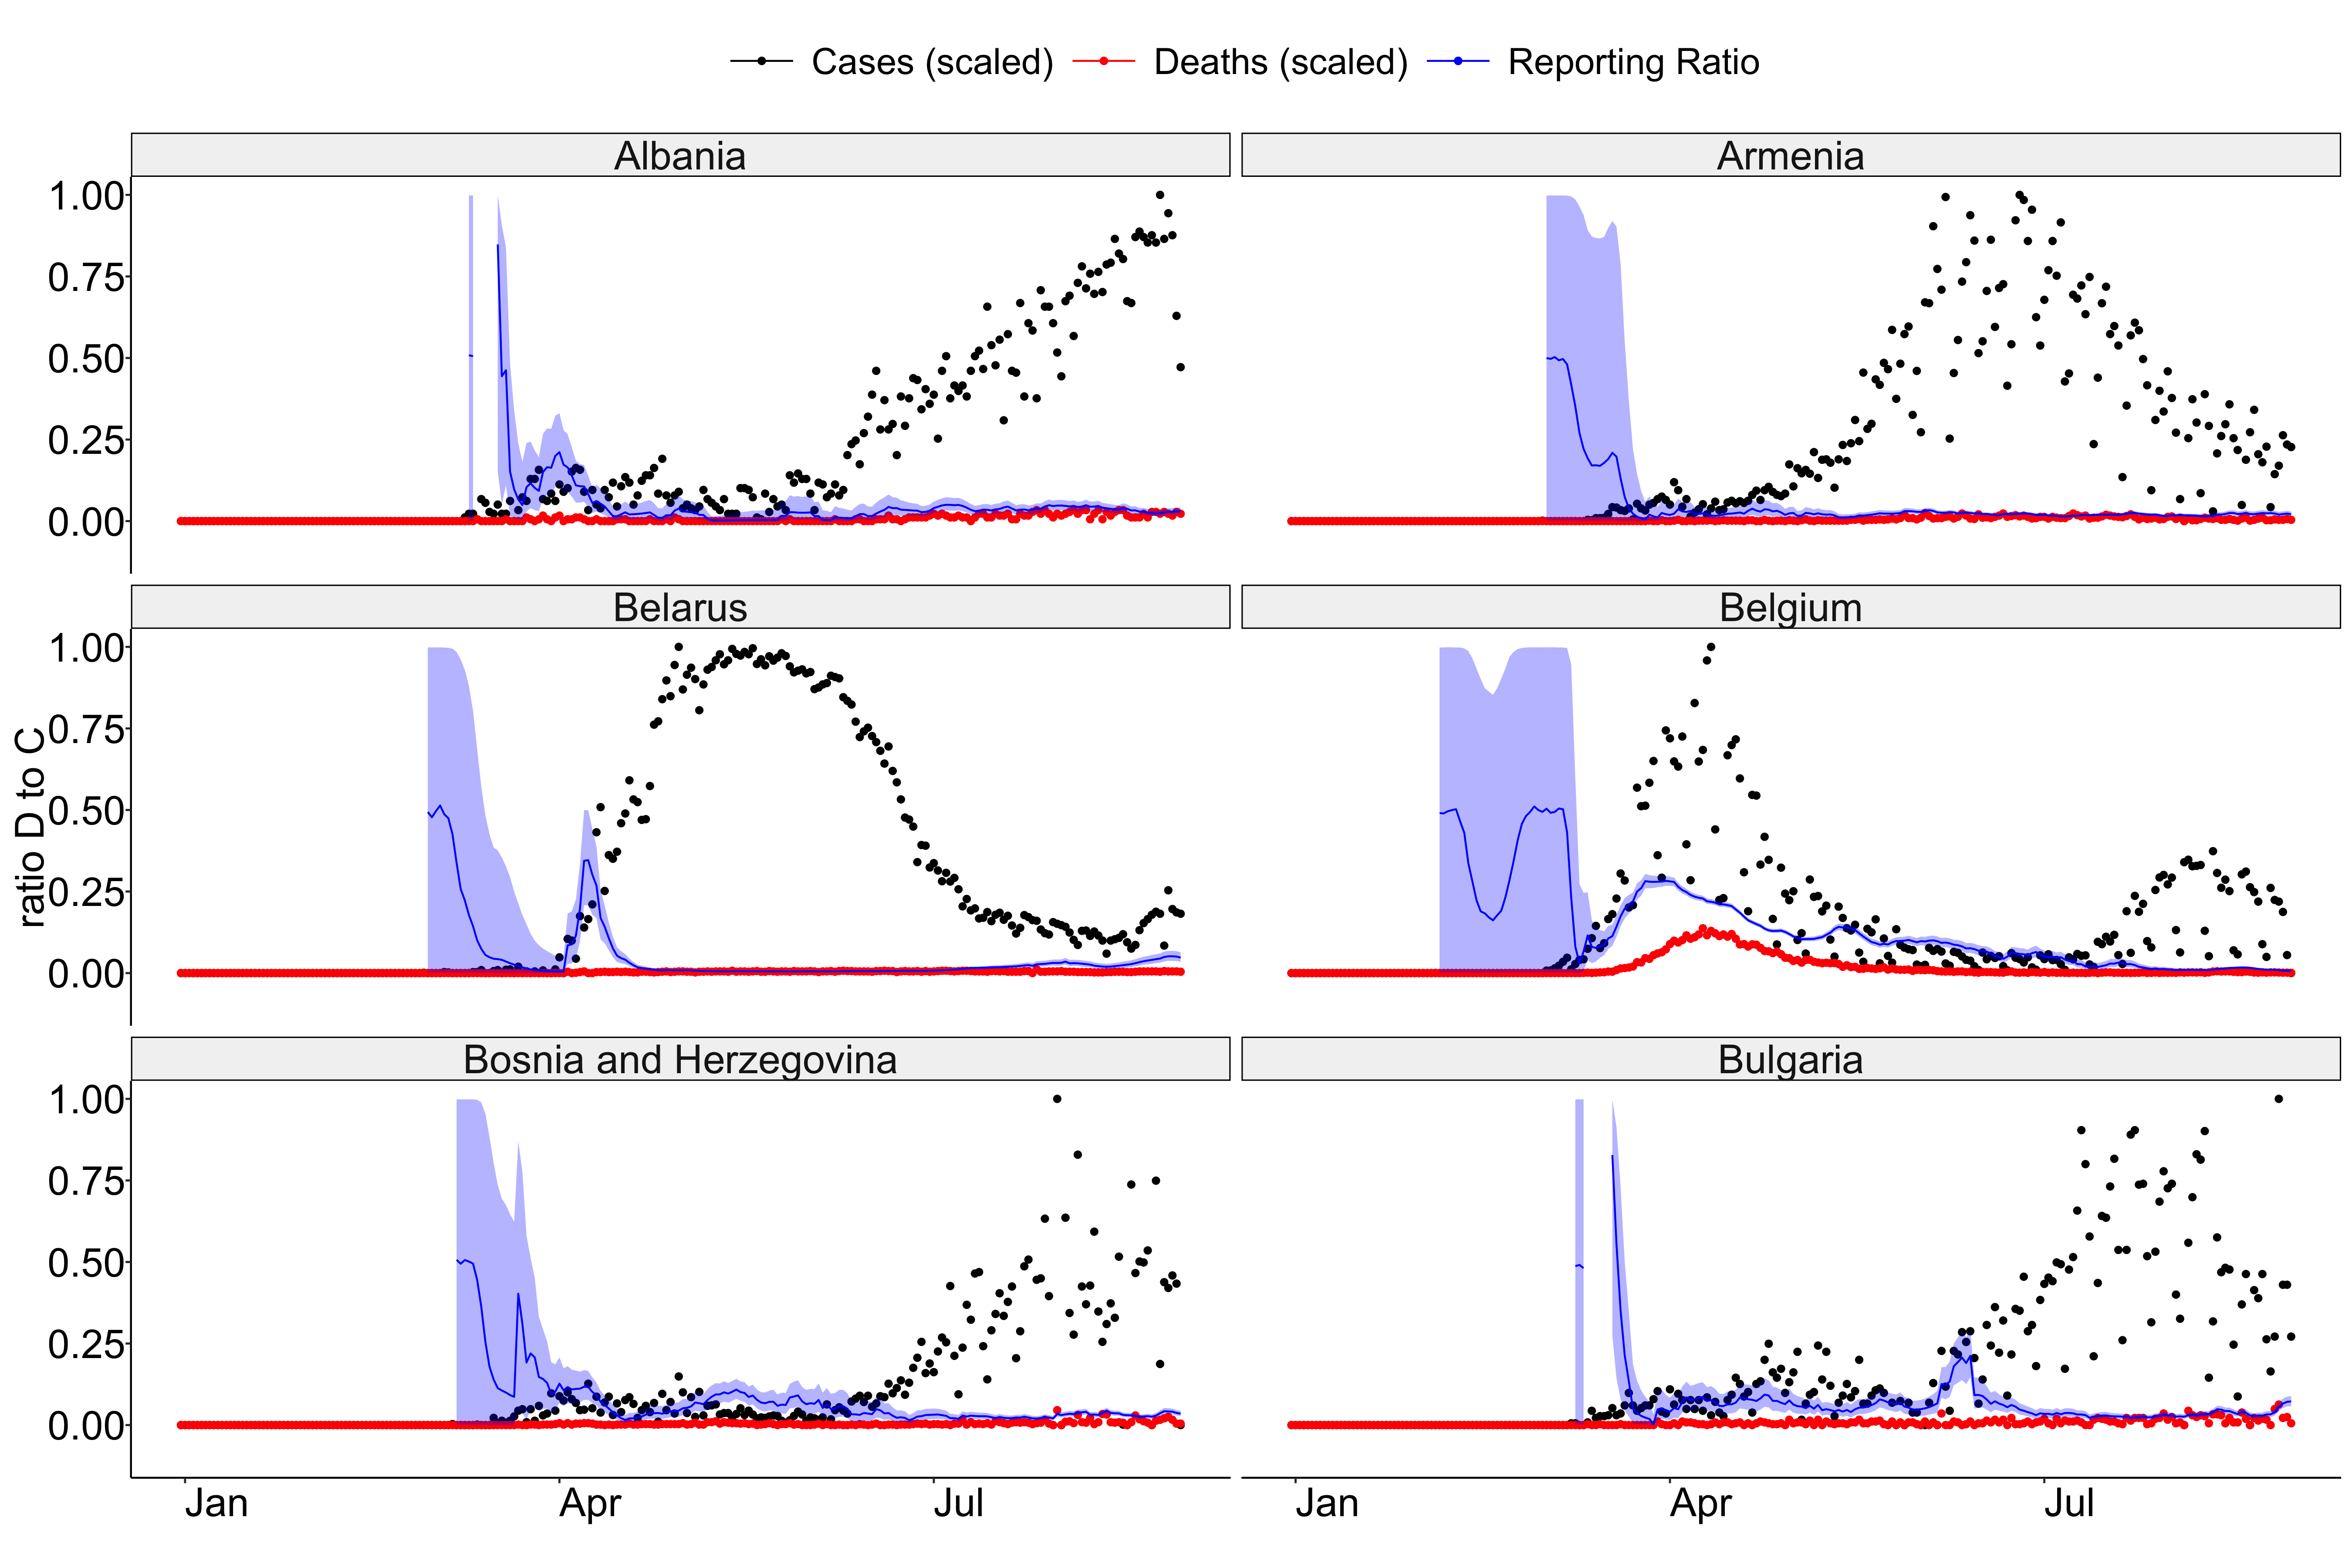 Cases (scaled) Deaths (scaled) Reporting Ratio
Albania Armenia
1.00
0.75
0.50
0.25
0.00
Belarus Belgium
1.00
0.75
0.50
0.25
0.00
ratio D to C
Bosnia and Herzegovina Bulgaria
1.00
0.75
0.50
0.25
0.00
Jan Apr Jul Jan Apr Jul